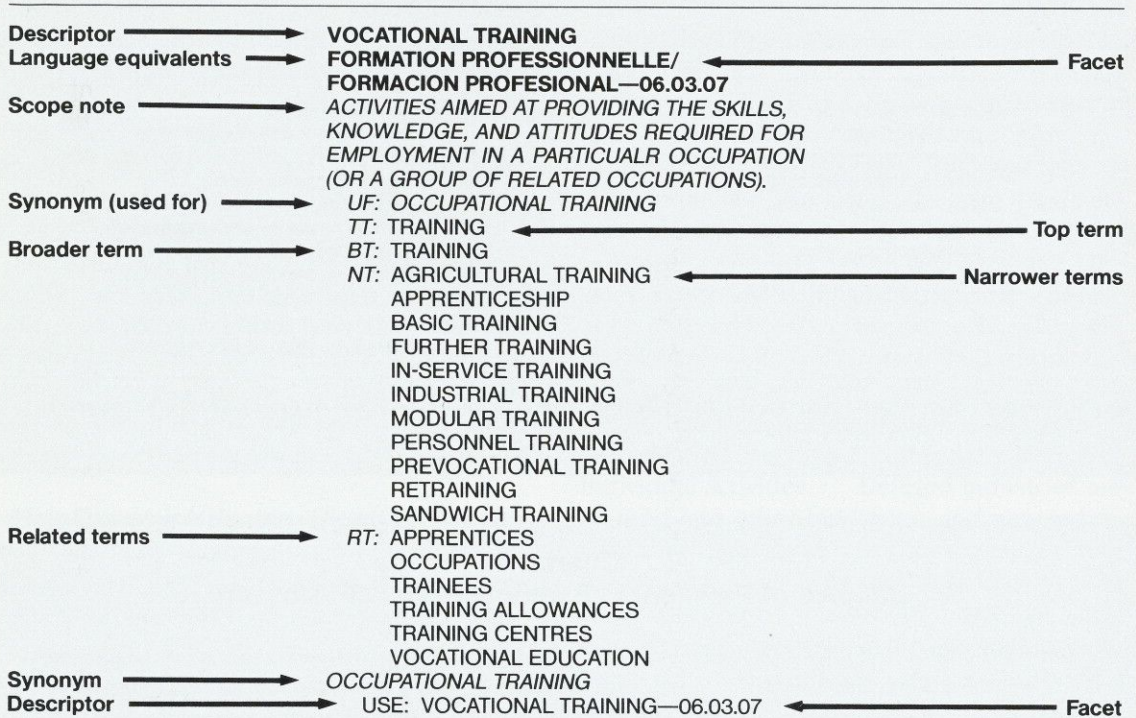 Descriptor VOCATIONAL TRAINING
Language equivalents FORMATION PROFESSIONNELLE/ Facet
FORMACION PROFESIONAL—06.03.07
Scope note ACTIVITIES AIMED AT PROVIDING THE SKILLS,
KNOWLEDGE, AND ATTITUDES REQUIRED FOR
EMPLOYMENT IN A PARTICUALR OCCUPATION
(OR A GROUP OF RELATED OCCUPATIONS).
Synonym (used for) UF: OCCUPATIONAL TRAINING
TT: TRAINING Top term
Broader term BT: TRAINING
NT: AGRICULTURAL TRAINING Narrower terms
APPRENTICESHIP
BASIC TRAINING
FURTHER TRAINING
IN-SERVICE TRAINING
INDUSTRIAL TRAINING
MODULAR TRAINING
PERSONNEL TRAINING
PREVOCATIONAL TRAINING
RETRAINING
SANDWICH TRAINING
Related terms RT: APPRENTICES
OCCUPATIONS
TRAINEES
TRAINING ALLOWANCES
TRAINING CENTRES
VOCATIONAL EDUCATION
Synonym OCCUPATIONAL TRAINING
Descriptor USE: VOCATIONAL TRAINING—06.03.07 Facet